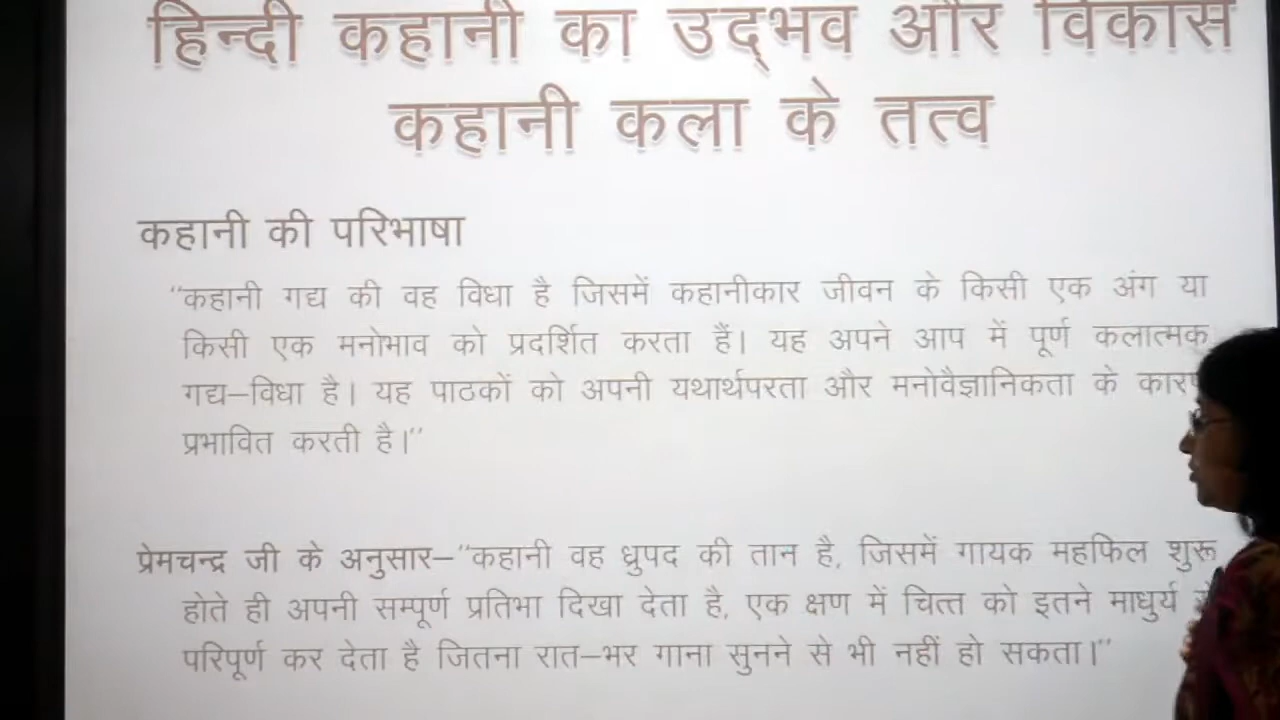 हिन्दी कहानी का उद्भव और विकास
कहानी कला के तत्व
कहानी की परिभाषा
“कहानी गद्य की वह विधा है जिसमें कहानीकार जीवन के किसी एक अंग या
किसी एक मनोभाव को प्रदर्शित करता हैं। यह अपने आप में पूर्ण कलात्मक
गद्य–विधा है। यह पाठकों को अपनी यथार्थपरता और मनोवैज्ञानिकता के
प्रभावित करती है।”
प्रेमचन्द्र जी के अनुसार–“कहानी वह ध्रुपद की तान है, जिसमें गायक महफिल शुरू
होते ही अपनी सम्पूर्ण प्रतिभा दिखा देता है, एक क्षण में चित्त को इतने माधुर्य
परिपूर्ण कर देता है जितना रात–भर गाना सुनने से भी नहीं हो सकता।”